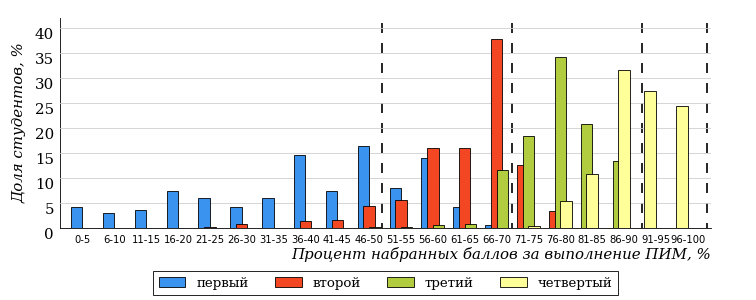 Доля студентов, %
40
35
30
25
20
15
10
5
0
0-5 6-10 11-15 16-20 21-25 26-30 31-35 36-40 41-45 46-50 51-55 56-60 61-65 66-70 71-75 76-80 81-85 86-90 91-95 96-100
Процент набранных баллов за выполнение ПИМ, %
первый второй третий четвертый